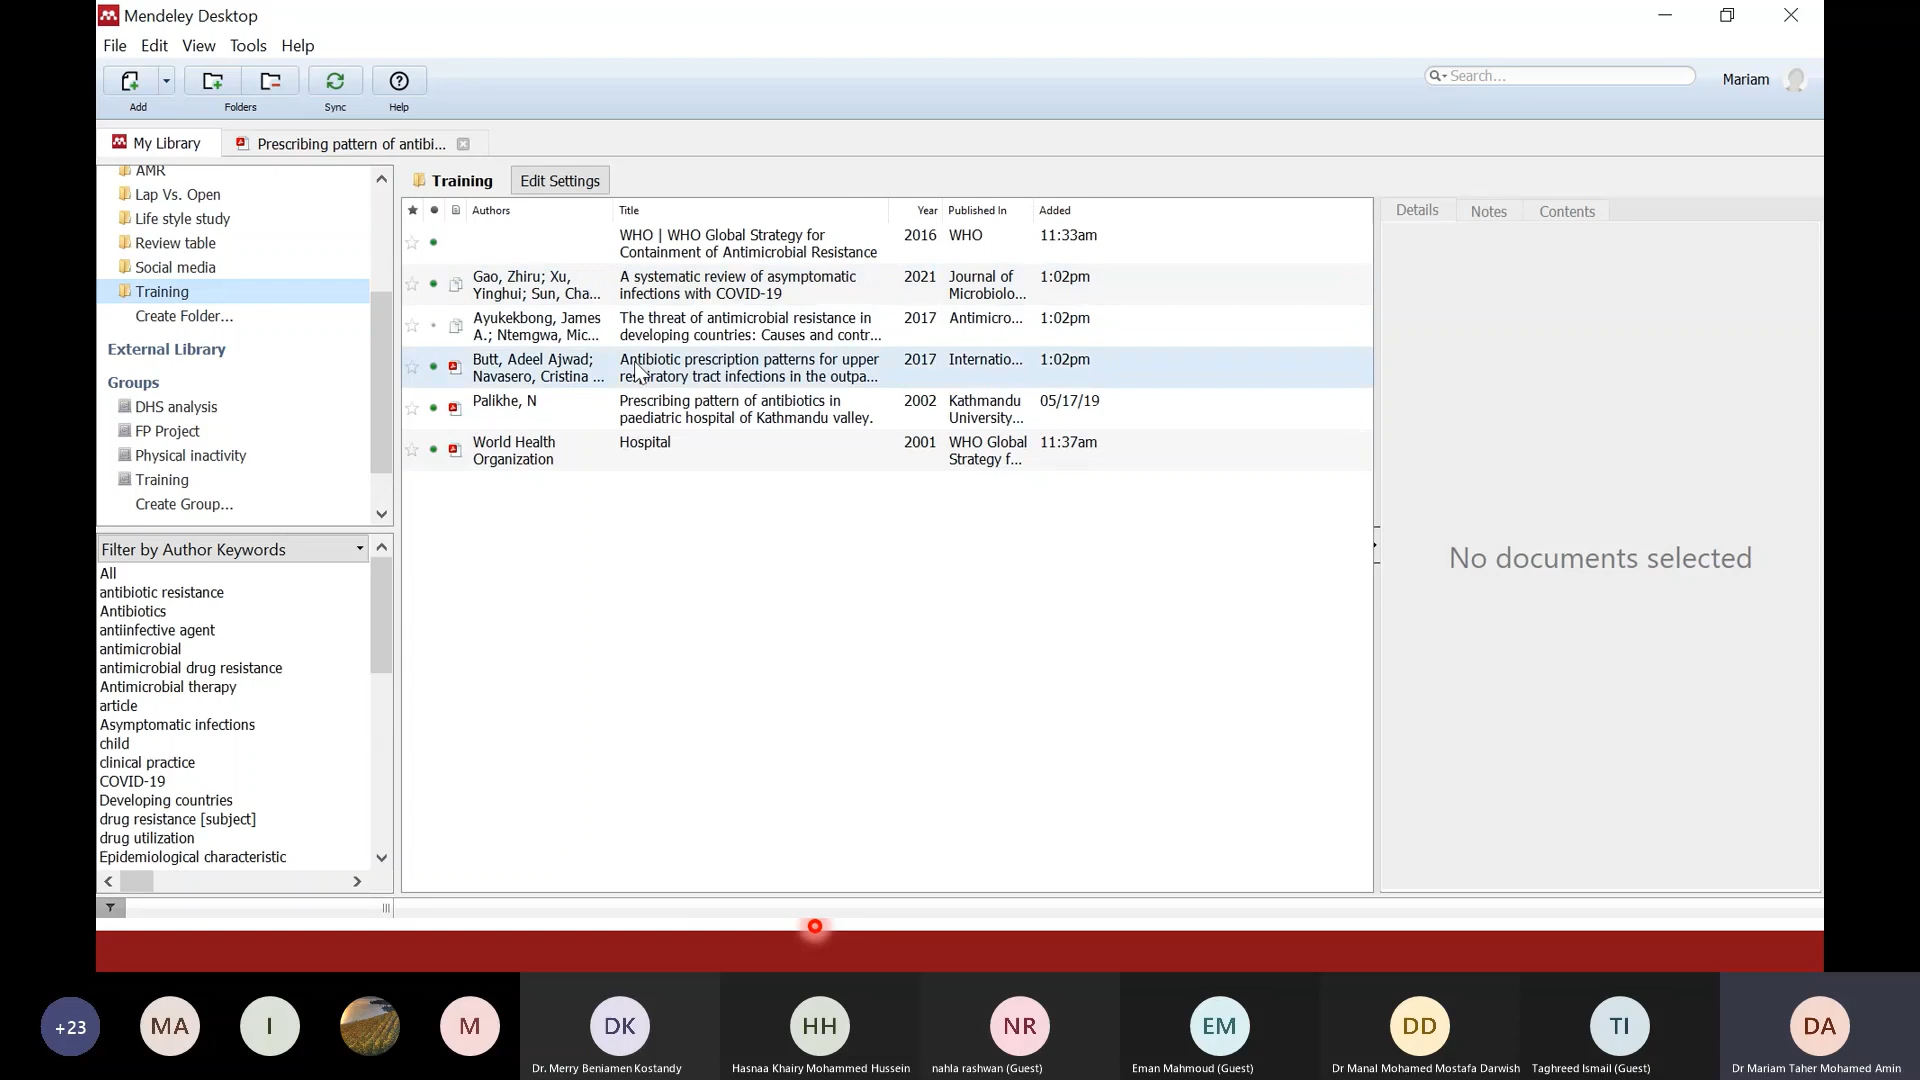 Mendeley Desktop
File Edit View Tools Help
Search...
Mariam
Add Folders Sync Help
My Library
Prescribing pattern of antibi...
AMR
Lap Vs. Open
Life style study
Review table
Social media
Training
Create Folder...
External Library
Groups
DHS analysis
FP Project
Physical inactivity
Training
Create Group...
Filter by Author Keywords
All
antibiotic resistance
Antibiotics
antiinfective agent
antimicrobial
antimicrobial drug resistance
Antimicrobial therapy
article
Asymptomatic infections
child
clinical practice
COVID-19
Developing countries
drug resistance [subject]
drug utilization
Epidemiological characteristic
Training Edit Settings
Authors Title Year Published In Added
WHO | WHO Global Strategy for 2016 WHO 11:33am
Containment of Antimicrobial Resistance
Gao, Zhiru; Xu, A systematic review of asymptomatic 2021 Journal of 1:02pm
Yinghui; Sun, Cha... infections with COVID-19 Microbiolo...
Ayukekbong, James The threat of antimicrobial resistance in 2017 Antimicro... 1:02pm
A.; Ntemgwa, Mic... developing countries: Causes and contr...
Butt, Adeel Ajwad; Antibiotic prescription patterns for upper 2017 Internatio... 1:02pm
Navasero, Cristina ... respiratory tract infections in the outpa...
Palikhe, N Prescribing pattern of antibiotics in 2002 Kathmandu 05/17/19
paediatric hospital of Kathmandu valley. University...
World Health Hospital 2001 WHO Global 11:37am
Organization Strategy f...
Details Notes Contents
No documents selected
+23 MA I M DK HH NR EM DD TI DA
Dr. Merry Beniamen Kostandy
Hasnaa Khairy Mohammed Hussein
nahla rashwan (Guest)
Eman Mahmoud (Guest)
Dr Manal Mohamed Mostafa Darwish
Taghreed Ismail (Guest)
Dr Mariam Taher Mohamed Amin